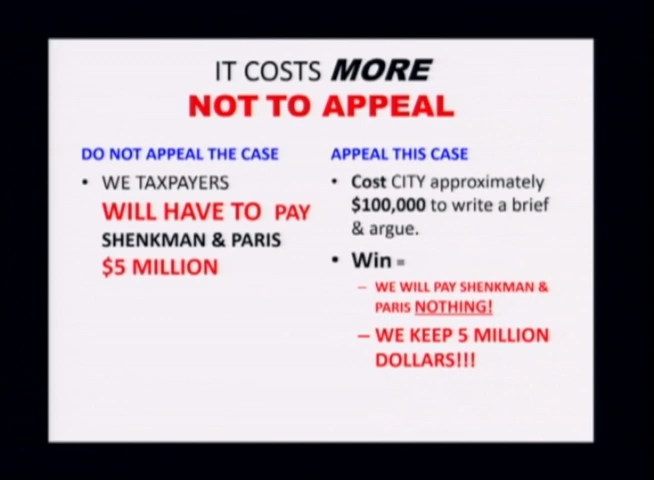 IT COSTS MORE
NOT TO APPEAL
DO NOT APPEAL THE CASE
• WE TAXPAYERS
WILL HAVE TO PAY
SHENKMAN & PARIS
$5 MILLION
APPEAL THIS CASE
• Cost CITY approximately
$100,000 to write a brief
& argue.
• Win =
– WE WILL PAY SHENKMAN &
PARIS NOTHING!
– WE KEEP 5 MILLION
DOLLARS!!!